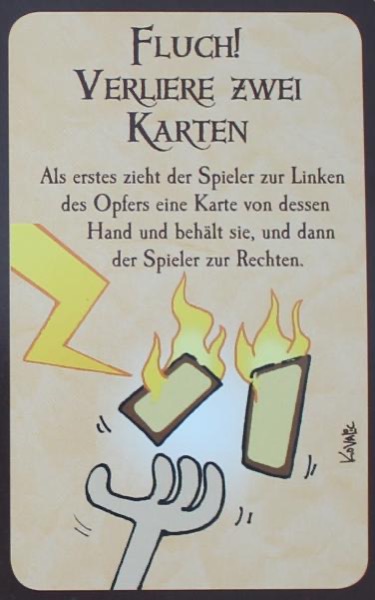 Fluch!
Verliere zwei
Karten
Als erstes zieht der Spieler zur Linken
des Opfers eine Karte von dessen
Hand und behält sie, und dann
der Spieler zur Rechten.
Kovalic